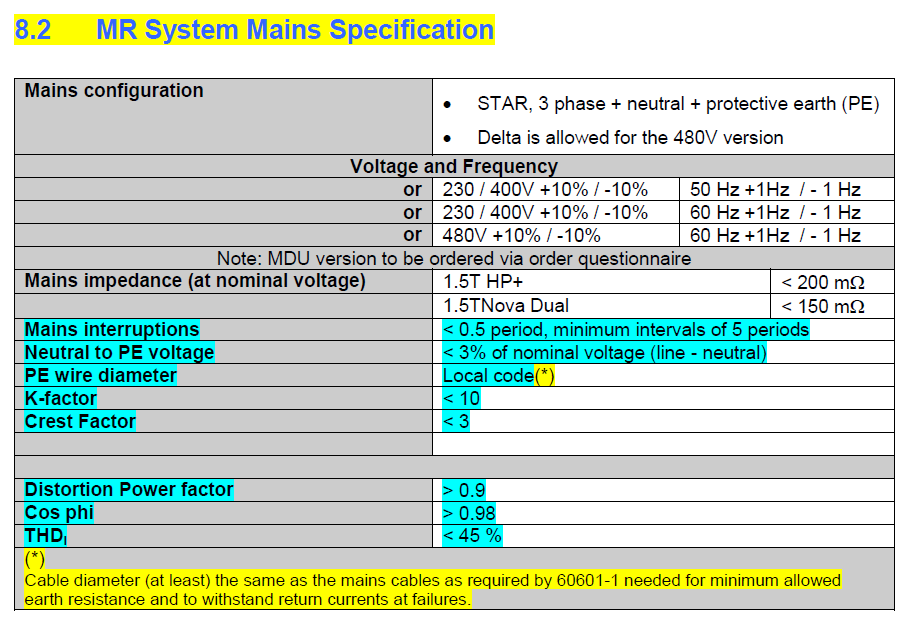 8.2 MR System Mains Specification
Mains configuration
• STAR, 3 phase + neutral + protective earth (PE)
• Delta is allowed for the 480V version
Voltage and Frequency
or 230 / 400V +10% / -10% 50 Hz +1Hz / - 1 Hz
or 230 / 400V +10% / -10% 60 Hz +1Hz / - 1 Hz
or 480V +10% / -10% 60 Hz +1Hz / - 1 Hz
Note: MDU version to be ordered via order questionnaire
Mains impedance (at nominal voltage) 1.5T HP+ < 200 mΩ
1.5TNova Dual < 150 mΩ
Mains interruptions < 0.5 period, minimum intervals of 5 periods
Neutral to PE voltage < 3% of nominal voltage (line - neutral)
PE wire diameter Local code(*)
K-factor < 10
Crest Factor < 3
Distortion Power factor > 0.9
Cos phi > 0.98
THDI < 45 %
(*)
Cable diameter (at least) the same as the mains cables as required by 60601-1 needed for minimum allowed
earth resistance and to withstand return currents at failures.